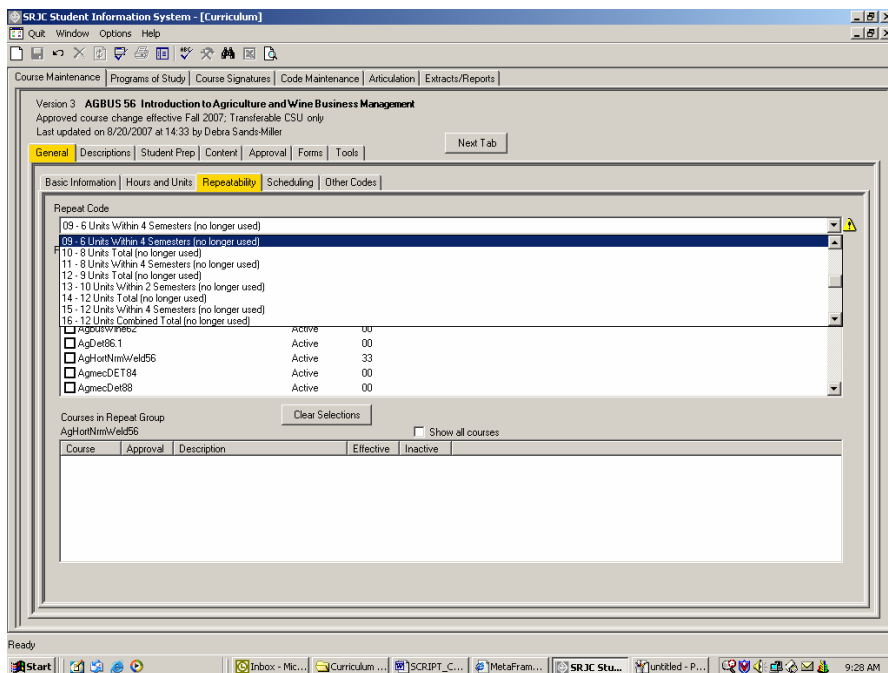 SRJC Student Information System - [Curriculum]
Quit Window Options Help
Course Maintenance Programs of Study Course Signatures Code Maintenance Articulation Extracts/Reports
Version 3 AGBUS 56 Introduction to Agriculture and Wine Business Management
Approved course change effective Fall 2007; Transferable CSU only
Last updated on 8/20/2007 at 14:33 by Debra Sands-Miller
Next Tab
General Descriptions Student Prep Content Approval Forms Tools
Basic Information Hours and Units Repeatability Scheduling Other Codes
Repeat Code
09 - 6 Units Within 4 Semesters (no longer used)
09 - 6 Units Within 4 Semesters (no longer used)
10 - 8 Units Total (no longer used)
11 - 8 Units Within 4 Semesters (no longer used)
12 - 9 Units Total (no longer used)
13 - 10 Units Within 2 Semesters (no longer used)
14 - 12 Units Total (no longer used)
15 - 12 Units Within 4 Semesters (no longer used)
16 - 12 Units Combined Total (no longer used)
AgbusWine62 Active 00
AgDet86.1 Active 00
AgHortNrmWeld56 Active 33
AgmecDET84 Active 00
AgmecDet88 Active 00
Courses in Repeat Group Clear Selections
AgHortNrmWeld56 Show all courses
Course Approval Description Effective Inactive
Ready
Start Inbox - Mic... Curriculum ... SCRIPT_C... MetaFram... SRJC Stu... untitled - P... 9:28 AM